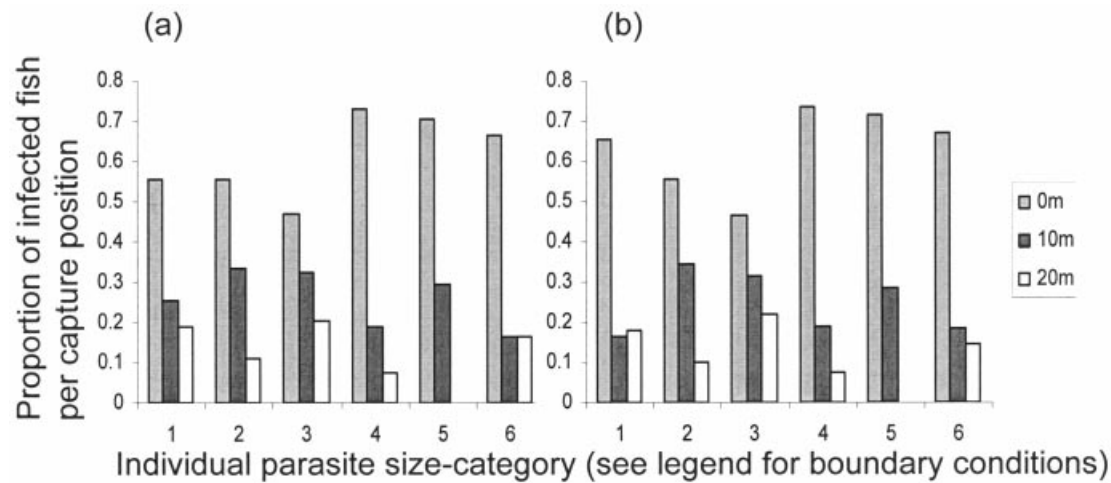 (a)
(b)
Proportion of infected fish
per capture position
0.8
0.7
0.6
0.5
0.4
0.3
0.2
0.1
0
1 2 3 4 5 6
0.8
0.7
0.6
0.5
0.4
0.3
0.2
0.1
0
1 2 3 4 5 6
0m
10m
20m
Individual parasite size-category (see legend for boundary conditions)